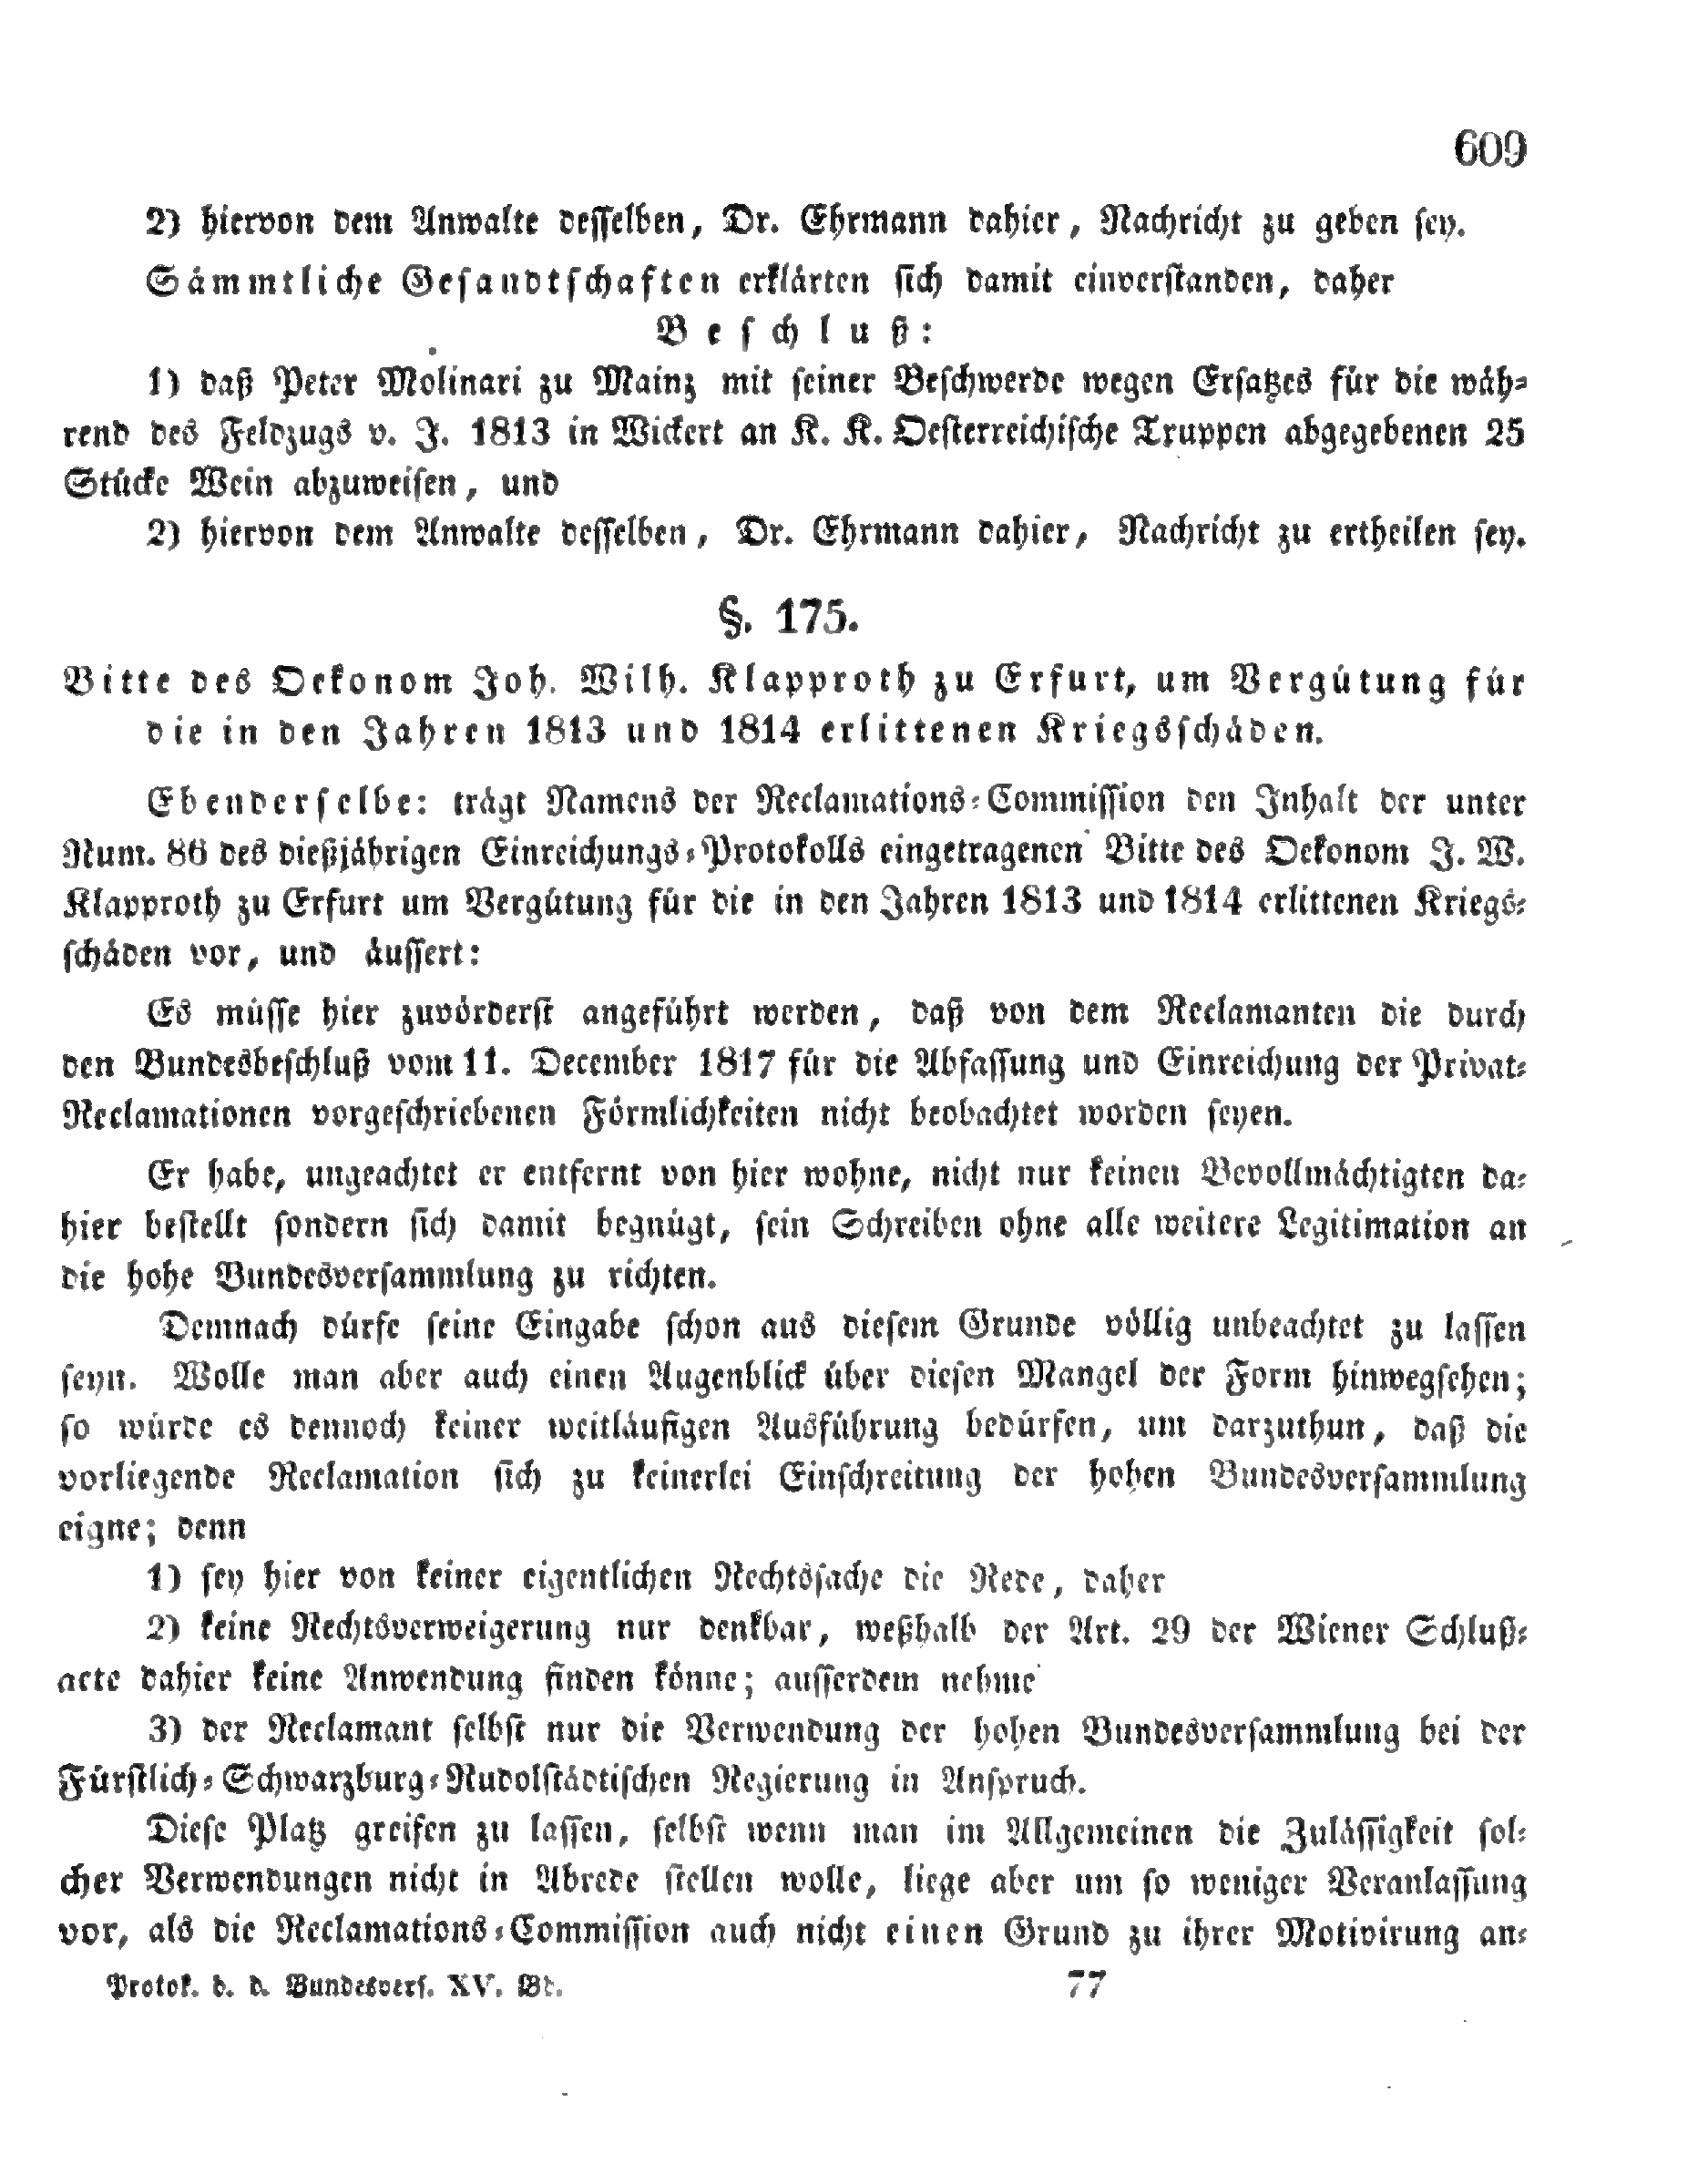 609
2) hiervon dem Anwalte desselben, Dr. Ehrmann dahier, Nachricht zu geben sey.
Sämmtliche Gesandtschaften erklärten sich damit einverstanden, daher
Beschluß:
1) daß Peter Molinari zu Mainz mit seiner Beschwerde wegen Ersatzes für die wäh-
rend des Feldzugs v. J. 1813 in Wickert an K. K. Oesterreichische Truppen abgegebenen 25
Stücke Wein abzuweisen, und
2) hiervon dem Anwalte desselben, Dr. Ehrmann dahier, Nachricht zu ertheilen sey.
§. 175.
Bitte des Oekonom Joh. Wilh. Klapproth zu Erfurt, um Vergütung für
die in den Jahren 1813 und 1814 erlittenen Kriegsschäden.
Ebenderselbe: trägt Namens der Reclamations-Commission den Inhalt der unter
Num. 86 des dießjährigen Einreichungs-Protokolls eingetragenen Bitte des Oekonom J. W.
Klapproth zu Erfurt um Vergütung für die in den Jahren 1813 und 1814 erlittenen Kriegs-
schäden vor, und äussert:
Es müsse hier zuvörderst angeführt werden, daß von dem Reclamanten die durch
den Bundesbeschluß vom 11. December 1817 für die Abfassung und Einreichung der Privat-
Reclamationen vorgeschriebenen Förmlichkeiten nicht beobachtet worden seyen.
Er habe, ungeachtet er entfernt von hier wohne, nicht nur keinen Bevollmächtigten da-
hier bestellt sondern sich damit begnügt, sein Schreiben ohne alle weitere Legitimation an
die hohe Bundesversammlung zu richten.
Demnach dürfe seine Eingabe schon aus diesem Grunde völlig unbeachtet zu lassen
seyn. Wolle man aber auch einen Augenblick über diesen Mangel der Form hinwegsehen;
so würde es dennoch keiner weitläufigen Ausführung bedürfen, um darzuthun, daß die
vorliegende Reclamation sich zu keinerlei Einschreitung der hohen Bundesversammlung
eigne; denn
1) sey hier von keiner eigentlichen Rechtssache die Rede, daher
2) keine Rechtsverweigerung nur denkbar, weßhalb der Art. 29 der Wiener Schluß-
acte dahier keine Anwendung finden könne; ausserdem nehme
3) der Reclamant selbst nur die Verwendung der hohen Bundesversammlung bei der
Fürstlich-Schwarzburg-Rudolstädtischen Regierung in Anspruch.
Diese Platz greifen zu lassen, selbst wenn man im Allgemeinen die Zulässigkeit sol-
cher Verwendungen nicht in Abrede stellen wolle, liege aber um so weniger Veranlassung
vor, als die Reclamations-Commission auch nicht einen Grund zu ihrer Motivirung an-
Protok. d. d. Bundesvers. XV. Bd.
77